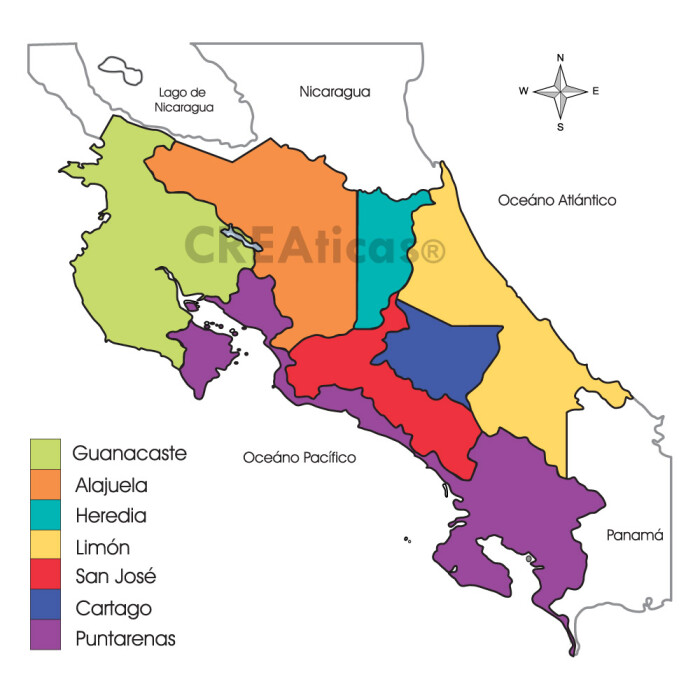 N
W E
S
Lago de
Nicaragua
Nicaragua
Oceáno Atlántico
CREAticas®
Guanacaste
Alajuela
Heredia
Limón
San José
Cartago
Puntarenas
Oceáno Pacífico
Panamá